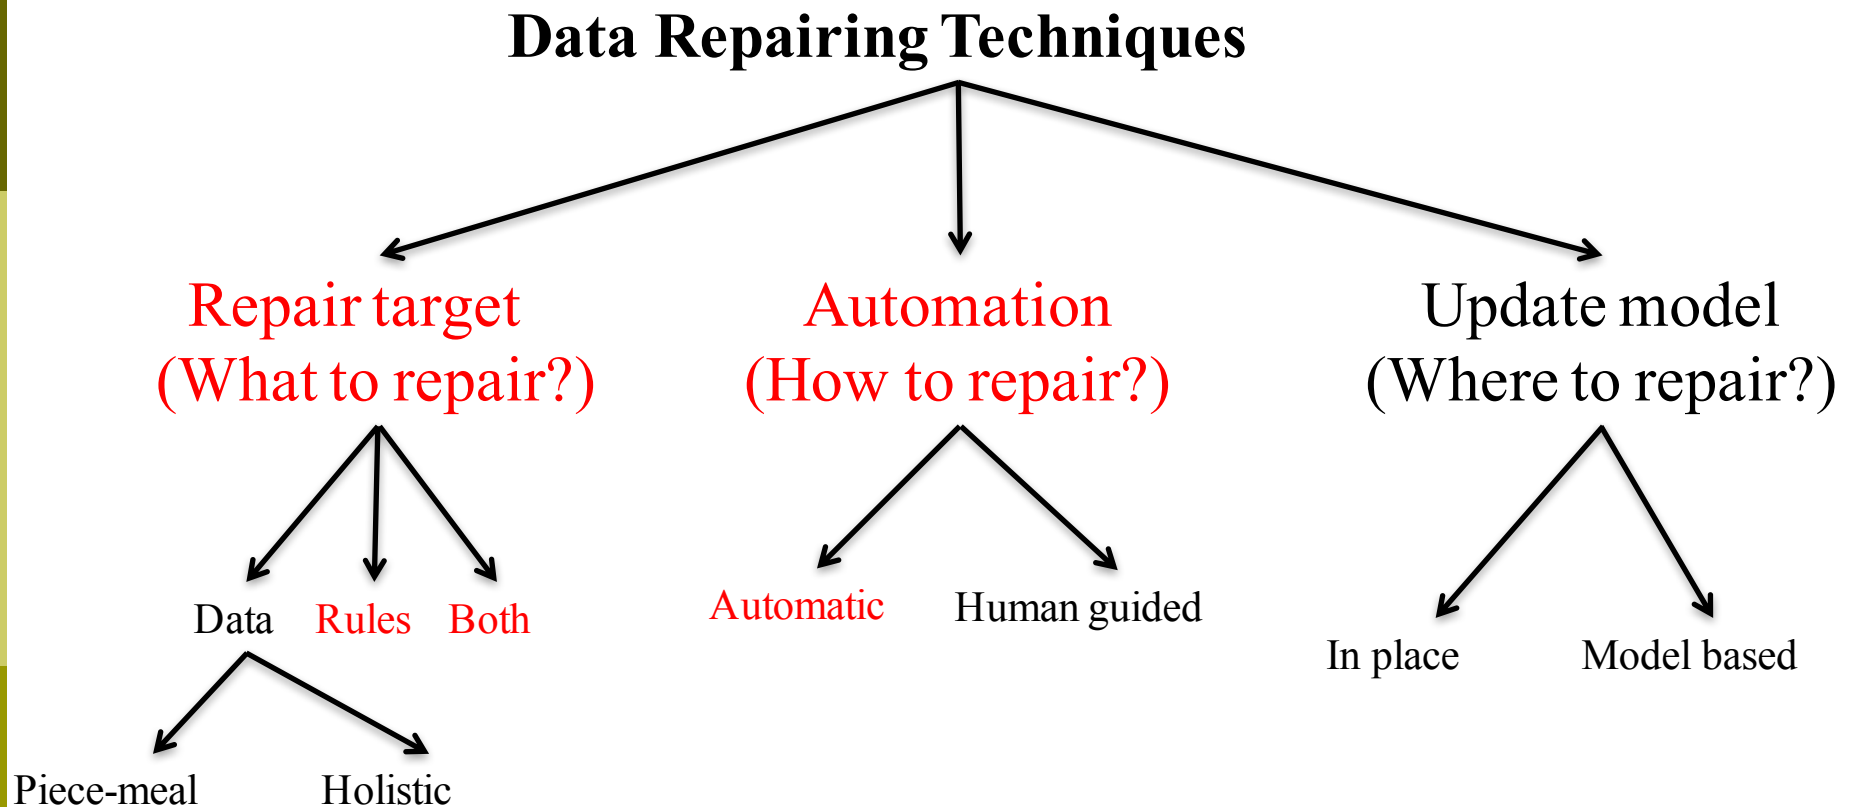 Data Repairing Techniques
Repair target
(What to repair?)
Automation
(How to repair?)
Update model
(Where to repair?)
Data
Rules
Both
Automatic
Human guided
In place
Model based
Piece-meal
Holistic